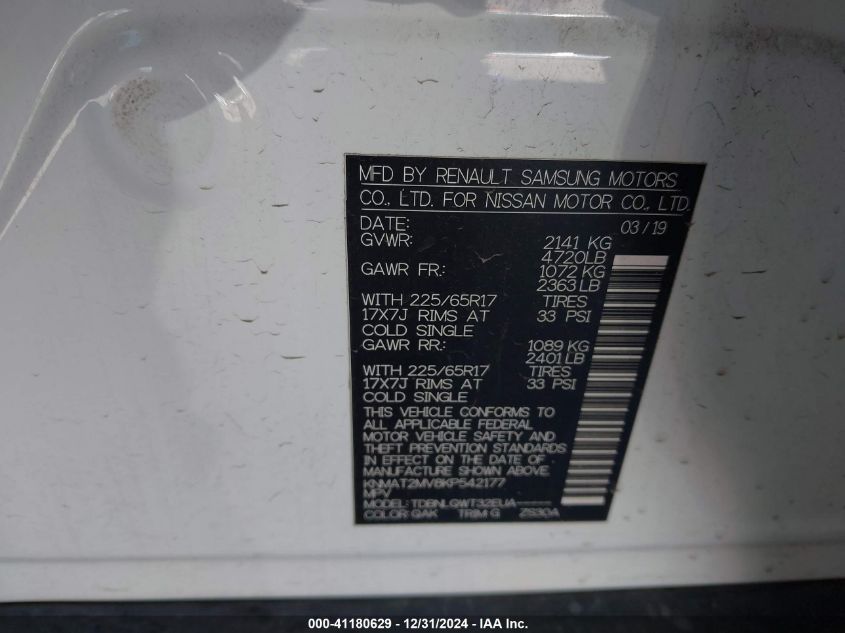 MFD BY RENAULT SAMSUNG MOTORS
CO., LTD. FOR NISSAN MOTOR CO., LTD.
DATE: 03/19
GVWR: 2141 KG
4720LB
GAWR FR.: 1072 KG
2363 LB
WITH 225/65R17 TIRES
17X7J RIMS AT 33 PSI
COLD SINGLE
GAWR RR.: 1089 KG
2401 LB
WITH 225/65R17 TIRES
17X7J RIMS AT 33 PSI
COLD SINGLE
THIS VEHICLE CONFORMS TO
ALL APPLICABLE FEDERAL
MOTOR VEHICLE SAFETY AND
THEFT PREVENTION STANDARDS
IN EFFECT ON THE DATE OF
MANUFACTURE SHOWN ABOVE.
KNMAT2MV8KP542177
MPV
MODEL: TDBNLQWT32EUA-----
COLOR: QAK TRIM: G ZS30A
000-41180629 - 12/31/2024 - IAA Inc.